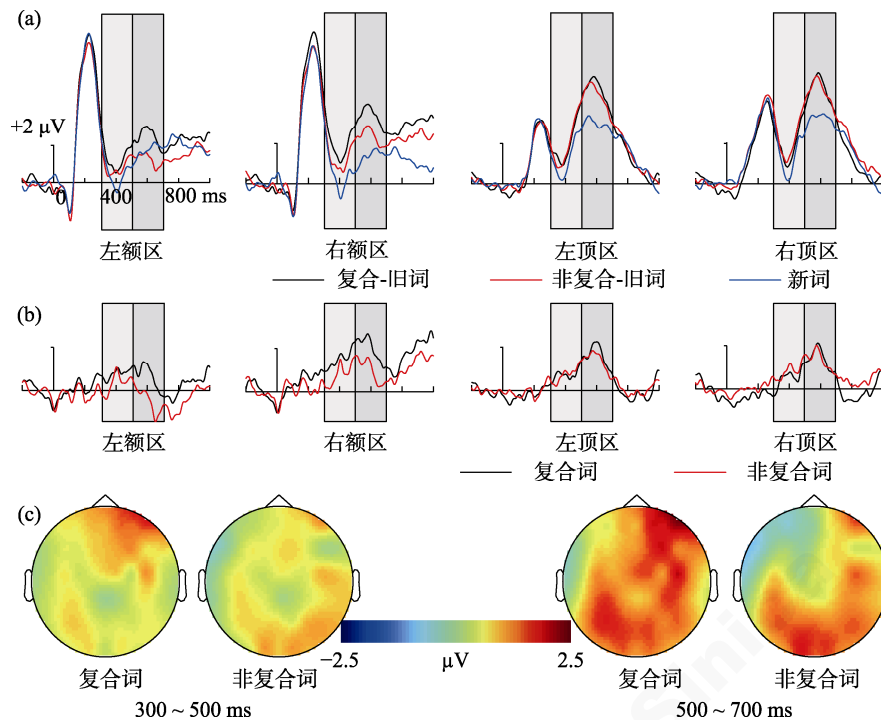 (a)
+2 μV
0 400 800 ms
左额区 右额区 左顶区 右顶区
复合-旧词 非复合-旧词 新词
(b)
左额区 右额区 左顶区 右顶区
复合词 非复合词
(c)
−2.5 μV 2.5
复合词 非复合词 复合词 非复合词
300 ~ 500 ms 500 ~ 700 ms